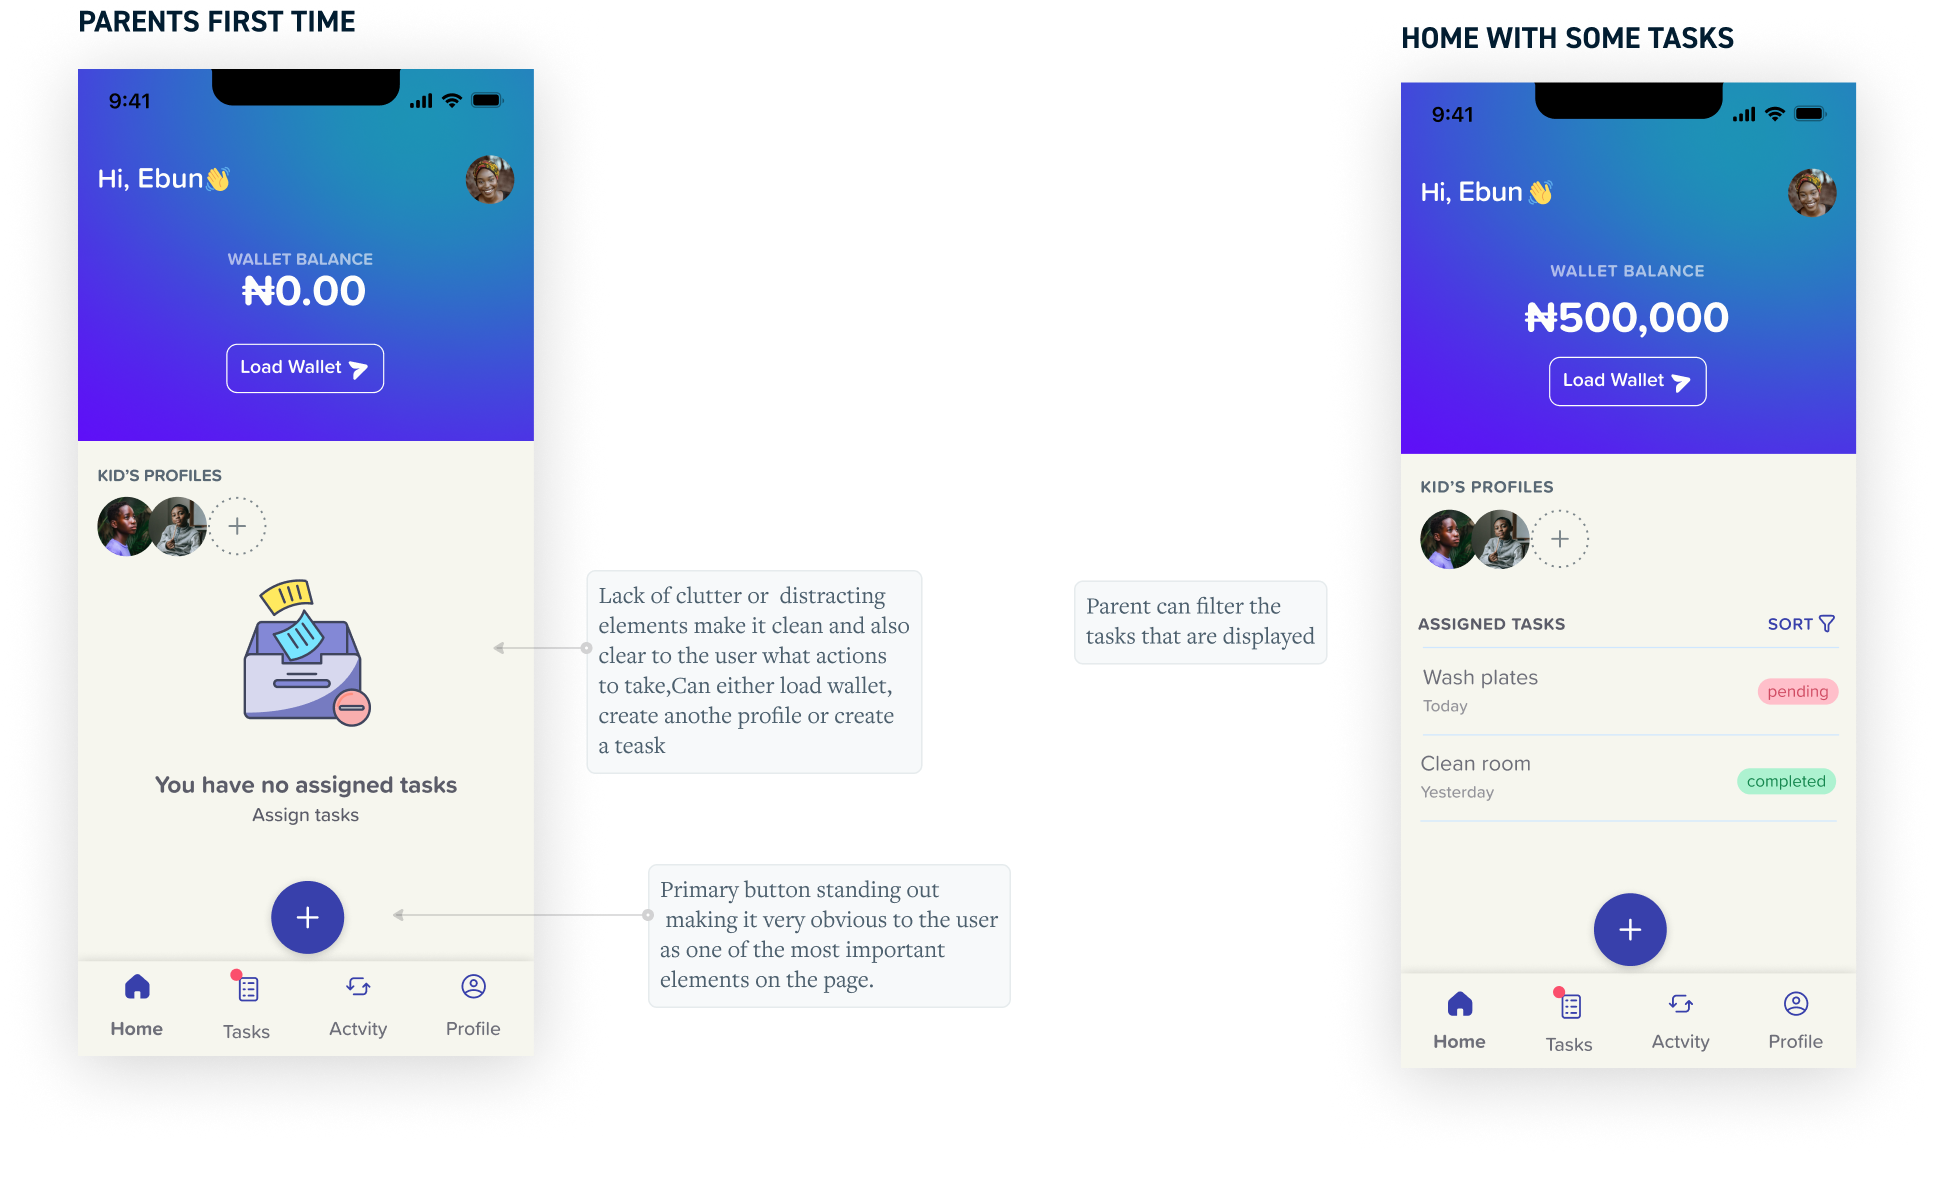 PARENTS FIRST TIME
9:41
Hi, Ebun👋
WALLET BALANCE
₦0.00
Load Wallet
KID'S PROFILES
You have no assigned tasks
Assign tasks
Home
Tasks
Actvity
Profile
Lack of clutter or  distracting
elements make it clean and also
clear to the user what actions
to take,Can either load wallet,
create anothe profile or create
a teask
Primary button standing out
making it very obvious to the user
as one of the most important
elements on the page.
Parent can filter the
tasks that are displayed
HOME WITH SOME TASKS
9:41
Hi, Ebun 👋
WALLET BALANCE
₦500,000
Load Wallet
KID'S PROFILES
ASSIGNED TASKS
SORT
Wash plates
Today
pending
Clean room
Yesterday
completed
Home
Tasks
Actvity
Profile